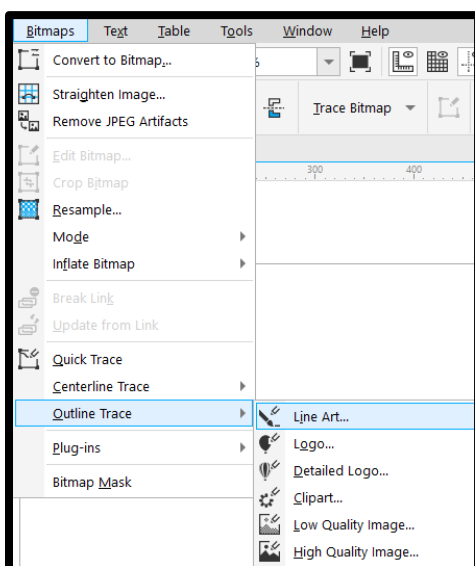 Bitmaps Text Table Tools Window Help
Convert to Bitmap...
Straighten Image...
Trace Bitmap
Remove JPEG Artifacts
Edit Bitmap...
Crop Bitmap
300 400
Resample...
Mode
Inflate Bitmap
Break Link
Update from Link
Quick Trace
Centerline Trace
Outline Trace
Line Art...
Logo...
Plug-ins
Detailed Logo...
Bitmap Mask
Clipart...
Low Quality Image...
High Quality Image...